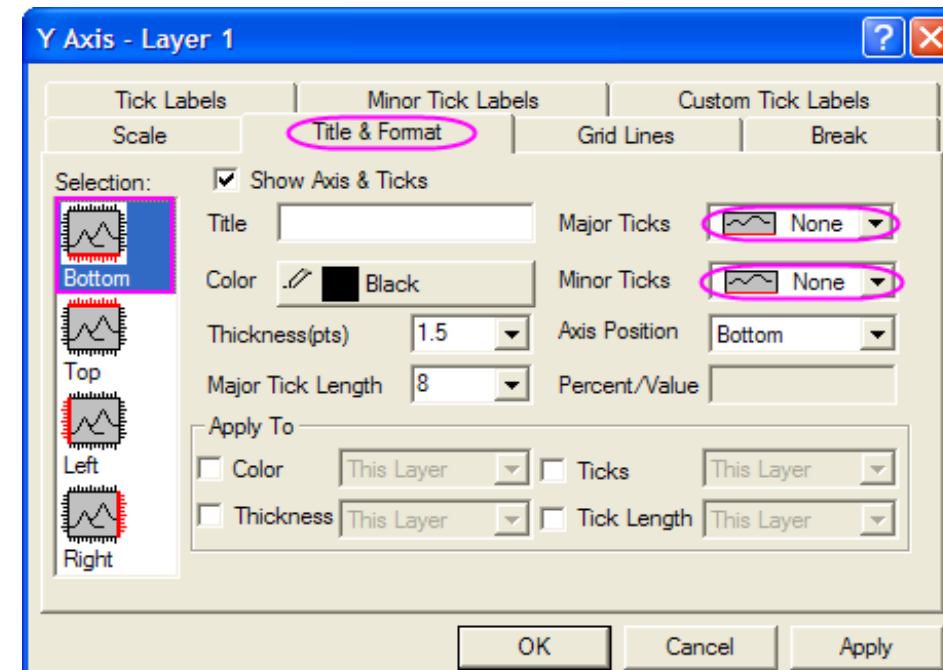 Y Axis - Layer 1
?
Tick Labels
Minor Tick Labels
Custom Tick Labels
Scale
Title & Format
Grid Lines
Break
Selection:
Bottom
Top
Left
Right
Show Axis & Ticks
Title
Major Ticks
None
Color
Black
Minor Ticks
None
Thickness(pts)
1.5
Axis Position
Bottom
Major Tick Length
8
Percent/Value
Apply To
Color
This Layer
Ticks
This Layer
Thickness
This Layer
Tick Length
This Layer
OK
Cancel
Apply